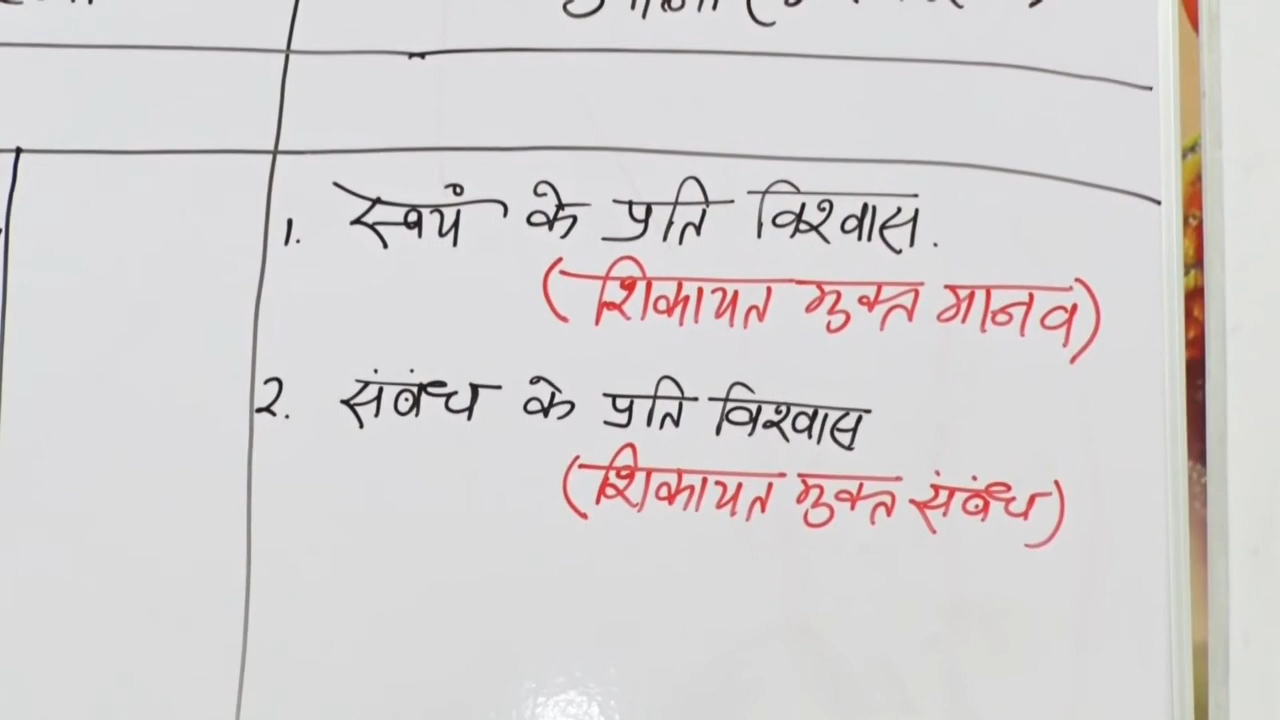 1. स्वयं के प्रति विश्वास.
(शिकायत मुक्त मानव)
2. संबंध के प्रति विश्वास
(शिकायत मुक्त संबंध)